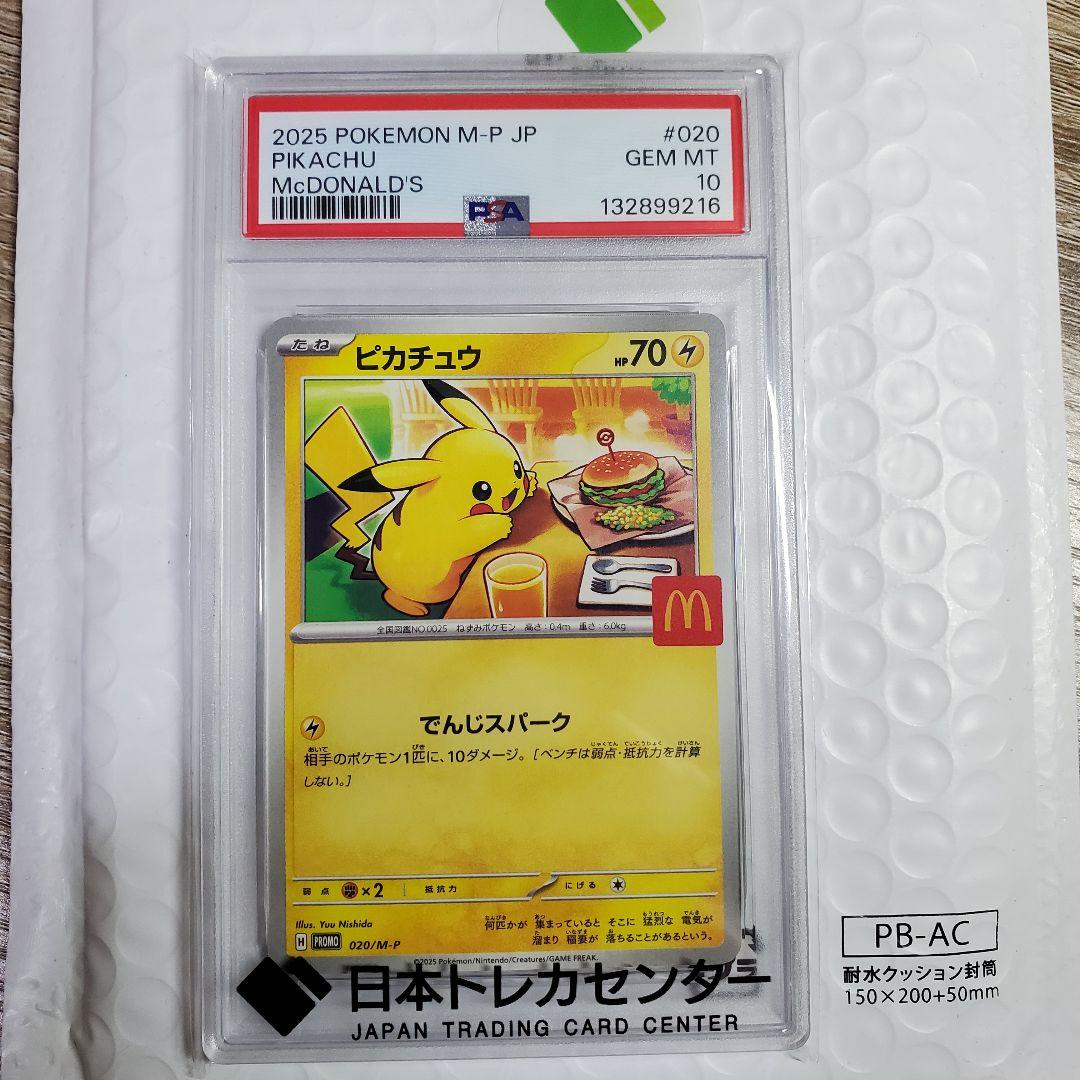 2025 POKEMON M-P JP #020
PIKACHU GEM MT
McDONALD'S 10
PSA 132899216
たね ピカチュウ HP70
全国図鑑NO.0025 ねずみポケモン 高さ:0.4m 重さ:6.0kg
でんじスパーク
相手のポケモン1匹に、10ダメージ。[ベンチは弱点・抵抗力を計算
しない。]
弱点 ×2 抵抗力 にげる
Illus. Yuu Nishida
何匹かが 集まっていると そこに 猛烈な 電気が
溜まり 稲妻が 落ちることがあるという。
H PROMO 020/M-P
©2025 Pokémon/Nintendo/Creatures/GAME FREAK.
日本トレカセンター
JAPAN TRADING CARD CENTER
PB-AC
耐水クッション封筒
150×200+50mm